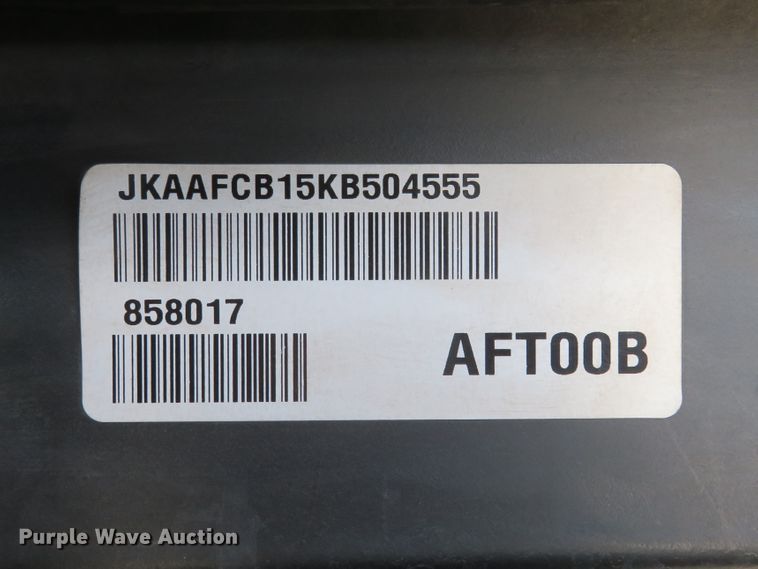 JKAAFCB15KB504555
858017
AFT00B
Purple Wave Auction